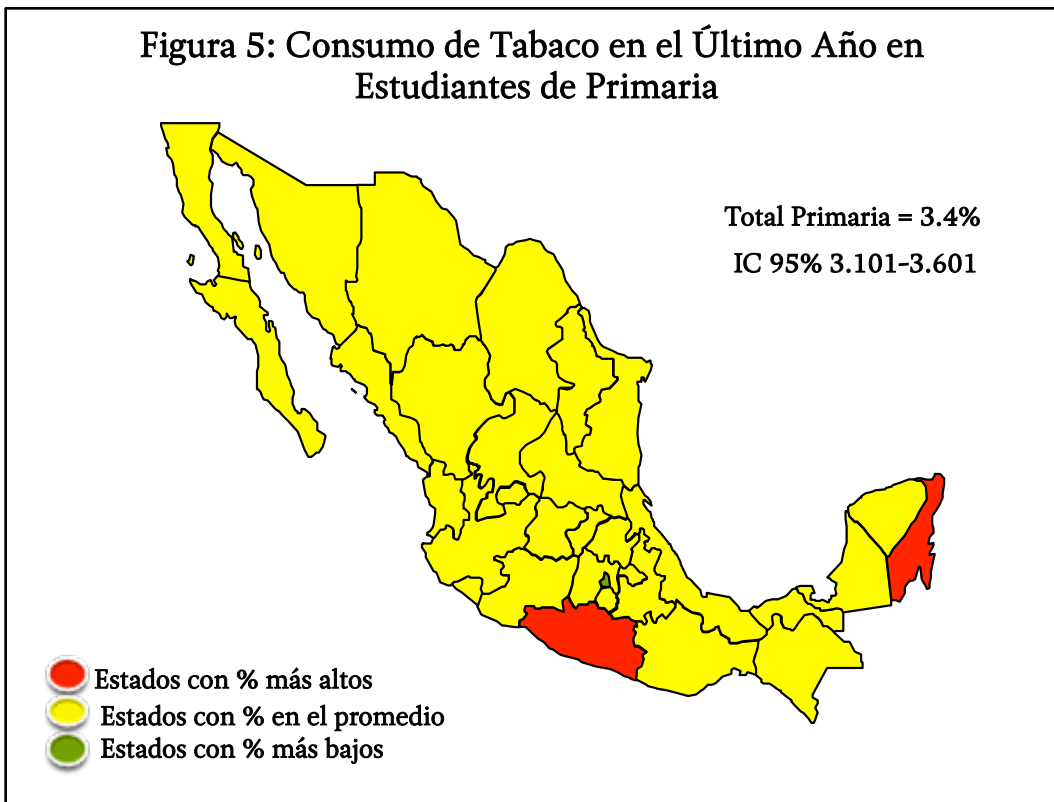 Figura 5: Consumo de Tabaco en el Último Año en
Estudiantes de Primaria
Total Primaria = 3.4%
IC 95% 3.101-3.601
Estados con % más altos
Estados con % en el promedio
Estados con % más bajos